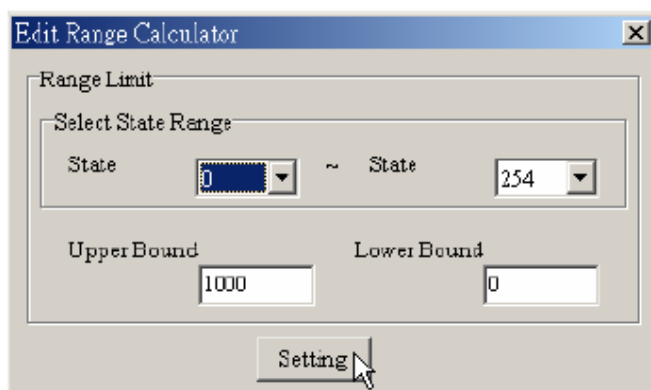 Edit Range Calculator
Range Limit
Select State Range
State 0 ~ State 254
Upper Bound Lower Bound
1000 0
Setting